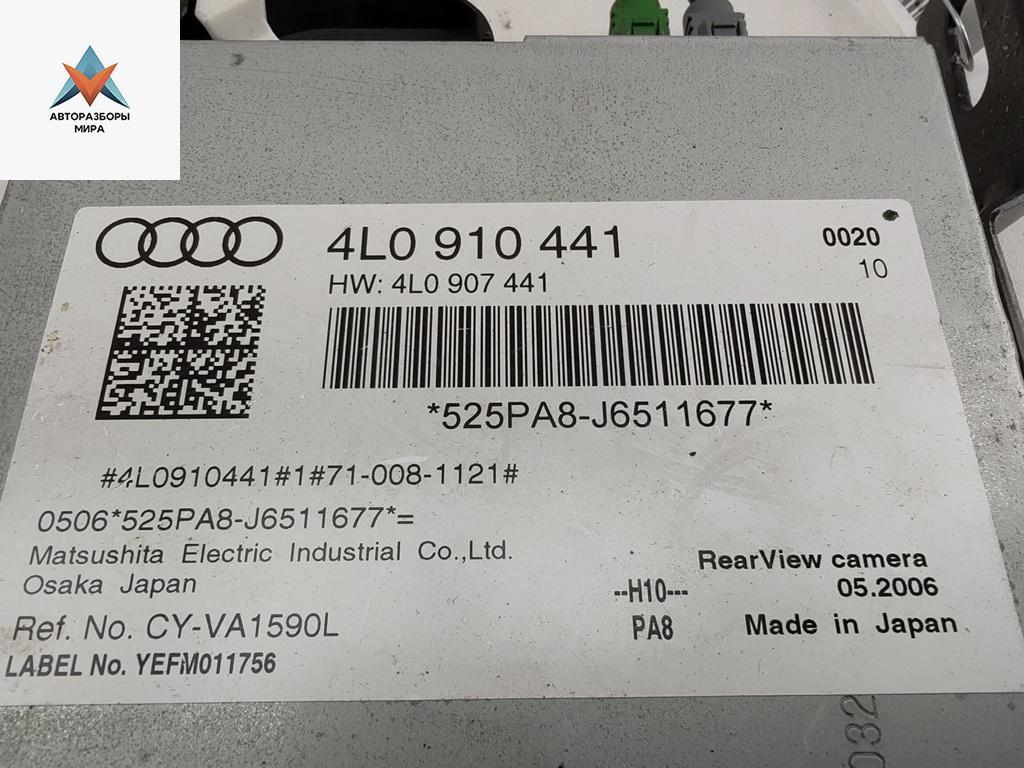 АВТОРАЗБОРЫ
МИРА
4L0 910 441
0020
HW: 4L0 907 441
10
*525PA8-J6511677*
#4L0910441#1#71-008-1121#
0506*525PA8-J6511677*=
Matsushita Electric Industrial Co.,Ltd.
Osaka Japan
RearView camera
--H10---
05.2006
Ref. No. CY-VA1590L
PA8
Made in Japan
LABEL No. YEFM011756
032